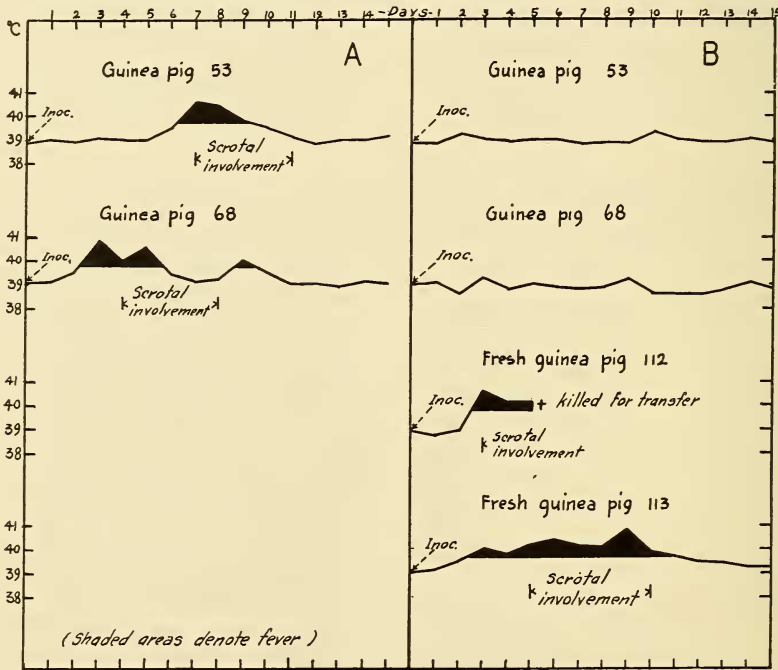 1 2 3 4 5 6 7 8 9 10 11 12 13 14 -Days- 1 2 3 4 5 6 7 8 9 10 11 12 13 14 15
°C
A
B
Guinea pig 53
Guinea pig 53
41
40
39
38
Inoc.
Inoc.
Scrotal
involvement
Guinea pig 68
Guinea pig 68
41
40
39
38
Inoc.
Inoc.
Scrotal
involvement
Fresh guinea pig 112
41
40
39
38
Inoc.
+ killed for transfer
Scrotal
involvement
Fresh guinea pig 113
41
40
39
38
Inoc.
Scrotal
involvement
(Shaded areas denote fever)